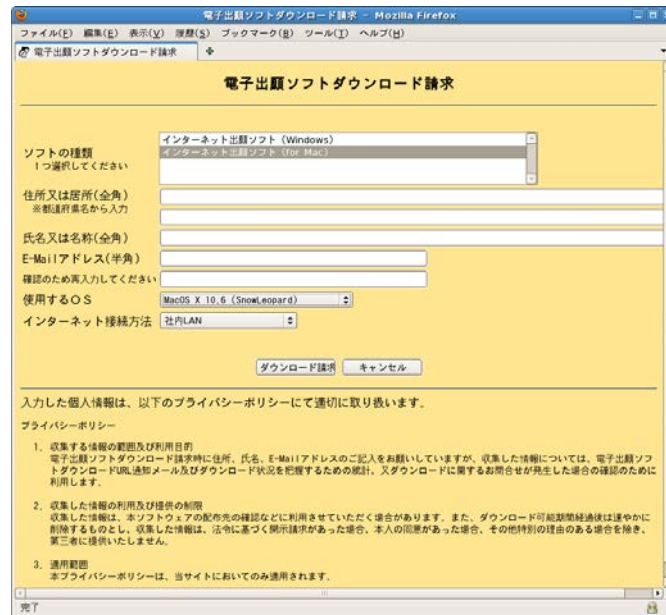 電子出願ソフトダウンロード請求 - Mozilla Firefox
ファイル(F) 編集(E) 表示(V) 履歴(S) ブックマーク(B) ツール(T) ヘルプ(H)
電子出願ソフトダウンロード請求
電子出願ソフトダウンロード請求
インターネット出願ソフト (Windows)
インターネット出願ソフト (for Mac)
ソフトの種類
1つ選択してください
住所又は居所(全角)
※都道府県名から入力
氏名又は名称(全角)
E-Mailアドレス(半角)
確認のため再入力してください
使用するOS MacOS X 10.6 (SnowLeopard)
インターネット接続方法 社内LAN
ダウンロード請求 キャンセル
入力した個人情報は、以下のプライバシーポリシーにて適切に取り扱います。
プライバシーポリシー
1. 収集する情報の範囲及び利用目的
電子出願ソフトダウンロード請求時に住所、氏名、E-Mailアドレスのご記入をお願いしていますが、収集した情報については、電子出願ソフ
トダウンロードURL通知メール及びダウンロード状況を把握するための統計、又ダウンロードに関するお問合せが発生した場合の確認のために
利用します。
2. 収集した情報の利用及び提供の制限
収集した情報は、本ソフトウェアの配布先の確認などに利用させていただく場合があります。また、ダウンロード可能期間経過後は速やかに
削除するものとし、収集した情報は、法令に基づく開示請求があった場合、本人の同意があった場合、その他特別の理由のある場合を除き、
第三者に提供いたしません。
3. 適用範囲
本プライバシーポリシーは、当サイトにおいてのみ適用されます。
完了